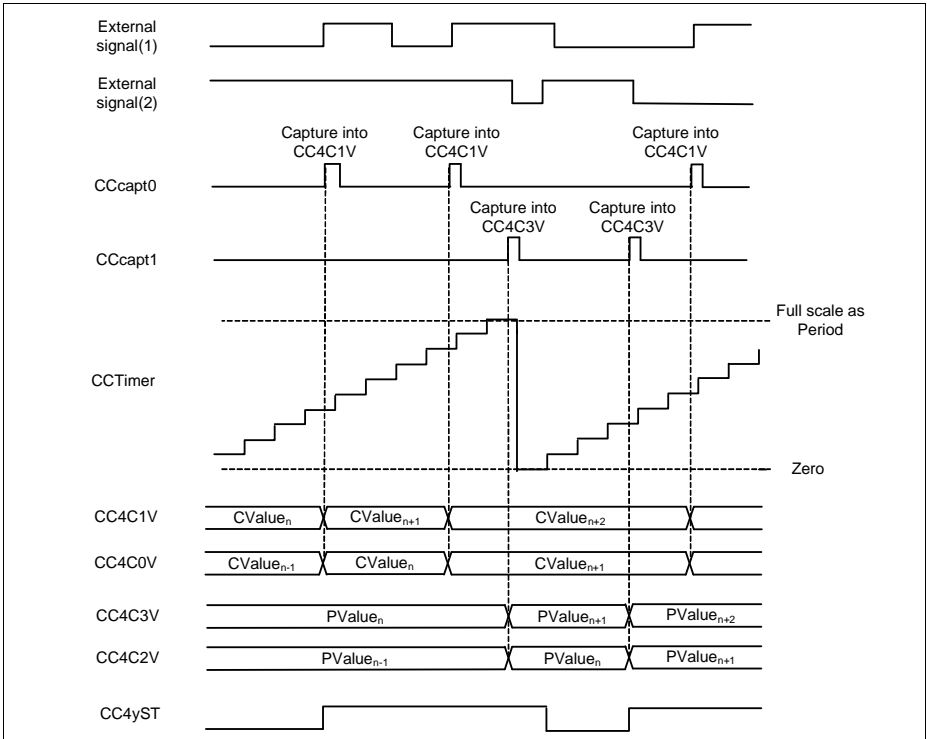 External
signal(1)
External
signal(2)
Capture into
CC4C1V
Capture into
CC4C1V
Capture into
CC4C1V
CCcapt0
Capture into
CC4C3V
Capture into
CC4C3V
CCcapt1
Full scale as
Period
CCTimer
Zero
CC4C1V
CValueₙ
CValueₙ₊₁
CValueₙ₊₂
CC4C0V
CValueₙ₋₁
CValueₙ
CValueₙ₊₁
CC4C3V
PValueₙ
PValueₙ₊₁
PValueₙ₊₂
CC4C2V
PValueₙ₋₁
PValueₙ
PValueₙ₊₁
CC4yST